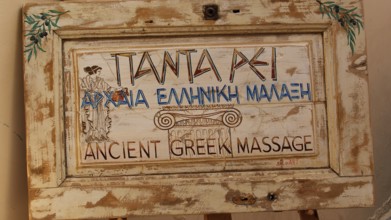 ΠΑΝΤΑ ΡΕΙ
ΑΡΧΑΙΑ ΕΛΛΗΝΙΚΗ ΜΑΛΑΞΗ
ANCIENT GREEK MASSAGE